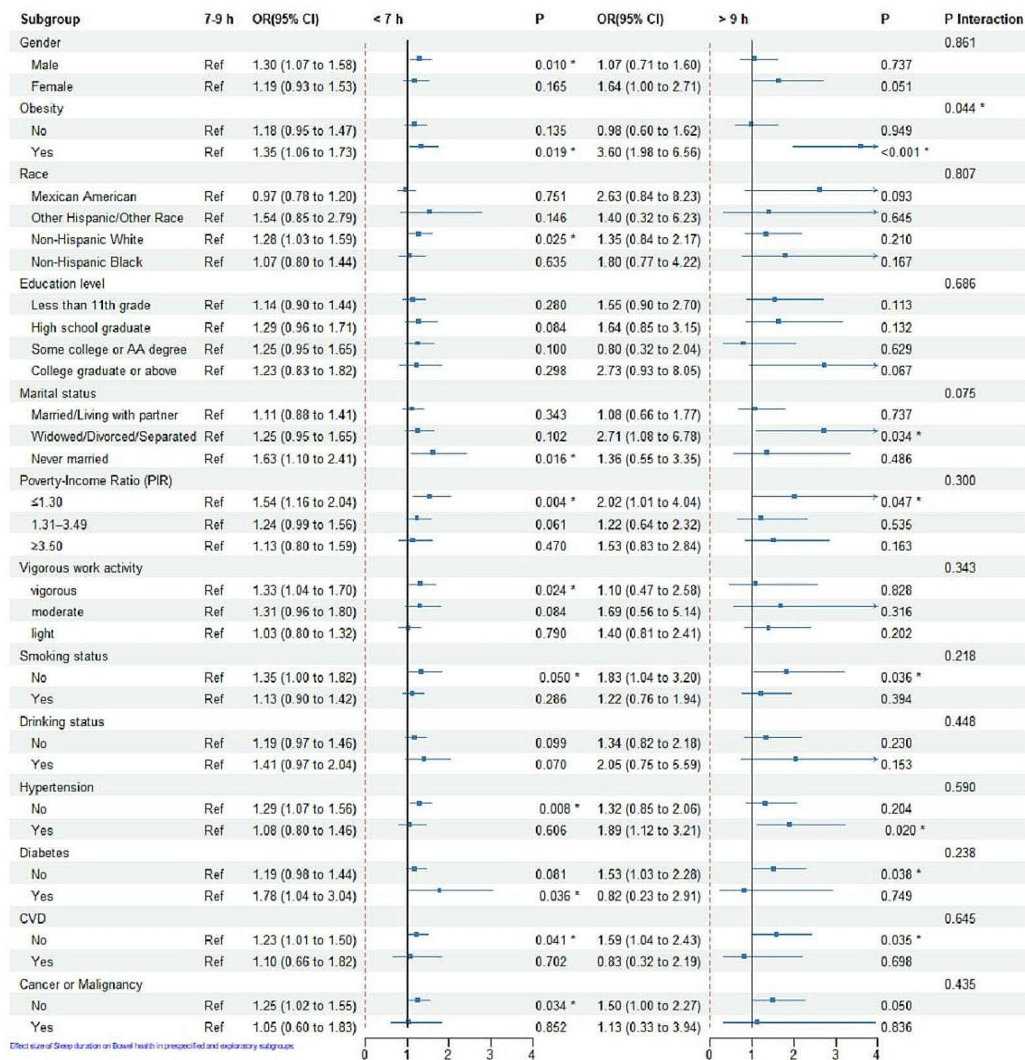 Subgroup 7-9 h OR(95% CI) < 7 h P OR(95% CI) > 9 h P P Interaction
Gender 0.861
Male Ref 1.30 (1.07 to 1.58) 0.010 * 1.07 (0.71 to 1.60) 0.737
Female Ref 1.19 (0.93 to 1.53) 0.165 1.64 (1.00 to 2.71) 0.051
Obesity 0.044 *
No Ref 1.18 (0.95 to 1.47) 0.135 0.98 (0.60 to 1.62) 0.949
Yes Ref 1.35 (1.06 to 1.73) 0.019 * 3.60 (1.98 to 6.56) <0.001 *
Race 0.807
Mexican American Ref 0.97 (0.78 to 1.20) 0.751 2.63 (0.84 to 8.23) 0.093
Other Hispanic/Other Race Ref 1.54 (0.85 to 2.79) 0.146 1.40 (0.32 to 6.23) 0.645
Non-Hispanic White Ref 1.28 (1.03 to 1.59) 0.025 * 1.35 (0.84 to 2.17) 0.210
Non-Hispanic Black Ref 1.07 (0.80 to 1.44) 0.635 1.80 (0.77 to 4.22) 0.167
Education level 0.686
Less than 11th grade Ref 1.14 (0.90 to 1.44) 0.280 1.55 (0.90 to 2.70) 0.113
High school graduate Ref 1.29 (0.96 to 1.71) 0.084 1.64 (0.85 to 3.15) 0.132
Some college or AA degree Ref 1.25 (0.95 to 1.65) 0.100 0.80 (0.32 to 2.04) 0.629
College graduate or above Ref 1.23 (0.83 to 1.82) 0.298 2.73 (0.93 to 8.05) 0.067
Marital status 0.075
Married/Living with partner Ref 1.11 (0.88 to 1.41) 0.343 1.08 (0.66 to 1.77) 0.737
Widowed/Divorced/Separated Ref 1.25 (0.95 to 1.65) 0.102 2.71 (1.08 to 6.78) 0.034 *
Never married Ref 1.63 (1.10 to 2.41) 0.016 * 1.36 (0.55 to 3.35) 0.486
Poverty-Income Ratio (PIR) 0.300
≤1.30 Ref 1.54 (1.16 to 2.04) 0.004 * 2.02 (1.01 to 4.04) 0.047 *
1.31–3.49 Ref 1.24 (0.99 to 1.56) 0.061 1.22 (0.64 to 2.32) 0.535
≥3.50 Ref 1.13 (0.80 to 1.59) 0.470 1.53 (0.83 to 2.84) 0.163
Vigorous work activity 0.343
vigorous Ref 1.33 (1.04 to 1.70) 0.024 * 1.10 (0.47 to 2.58) 0.828
moderate Ref 1.31 (0.96 to 1.80) 0.084 1.69 (0.56 to 5.14) 0.316
light Ref 1.03 (0.80 to 1.32) 0.790 1.40 (0.81 to 2.41) 0.202
Smoking status 0.218
No Ref 1.35 (1.00 to 1.82) 0.050 * 1.83 (1.04 to 3.20) 0.036 *
Yes Ref 1.13 (0.90 to 1.42) 0.286 1.22 (0.76 to 1.94) 0.394
Drinking status 0.448
No Ref 1.19 (0.97 to 1.46) 0.099 1.34 (0.82 to 2.18) 0.230
Yes Ref 1.41 (0.97 to 2.04) 0.070 2.05 (0.75 to 5.59) 0.153
Hypertension 0.590
No Ref 1.29 (1.07 to 1.56) 0.008 * 1.32 (0.85 to 2.06) 0.204
Yes Ref 1.08 (0.80 to 1.46) 0.606 1.89 (1.12 to 3.21) 0.020 *
Diabetes 0.238
No Ref 1.19 (0.98 to 1.44) 0.081 1.53 (1.03 to 2.28) 0.038 *
Yes Ref 1.78 (1.04 to 3.04) 0.036 * 0.82 (0.23 to 2.91) 0.749
CVD 0.645
No Ref 1.23 (1.01 to 1.50) 0.041 * 1.59 (1.04 to 2.43) 0.035 *
Yes Ref 1.10 (0.66 to 1.82) 0.702 0.83 (0.32 to 2.19) 0.698
Cancer or Malignancy 0.435
No Ref 1.25 (1.02 to 1.55) 0.034 * 1.50 (1.00 to 2.27) 0.050
Yes Ref 1.05 (0.60 to 1.83) 0.852 1.13 (0.33 to 3.94) 0.836
Effect size of Sleep duration on Bowel health in prespecified and exploratory subgroups
0 1 2 3 4 0 1 2 3 4